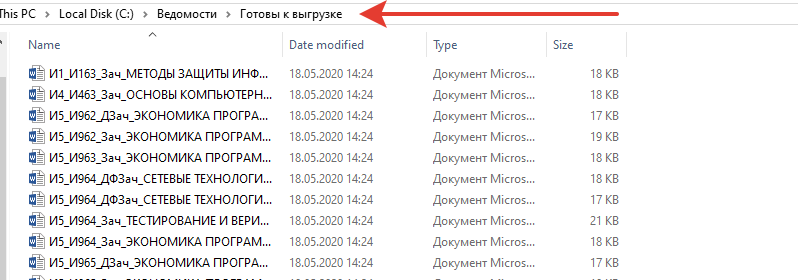 This PC > Local Disk (C:) > Ведомости > Готовы к выгрузке
Name Date modified Type Size
И1_И163_Зач_МЕТОДЫ ЗАЩИТЫ ИНФ... 18.05.2020 14:24 Документ Micros... 18 KB
И4_И463_Зач_ОСНОВЫ КОМПЬЮТЕРН... 18.05.2020 14:24 Документ Micros... 18 KB
И5_И962_ДЗач_ЭКОНОМИКА ПРОГРА... 18.05.2020 14:24 Документ Micros... 17 KB
И5_И962_Зач_ЭКОНОМИКА ПРОГРАМ... 18.05.2020 14:24 Документ Micros... 19 KB
И5_И963_Зач_ЭКОНОМИКА ПРОГРАМ... 18.05.2020 14:24 Документ Micros... 18 KB
И5_И964_ДФЗач_СЕТЕВЫЕ ТЕХНОЛОГИ... 18.05.2020 14:24 Документ Micros... 18 KB
И5_И964_ДФЗач_СЕТЕВЫЕ ТЕХНОЛОГИ... 18.05.2020 14:24 Документ Micros... 17 KB
И5_И964_Зач_ТЕСТИРОВАНИЕ И ВЕРИ... 18.05.2020 14:24 Документ Micros... 21 KB
И5_И964_Зач_ЭКОНОМИКА ПРОГРАМ... 18.05.2020 14:24 Документ Micros... 18 KB
И5_И965_ДЗач_ЭКОНОМИКА ПРОГРА... 18.05.2020 14:24 Документ Micros... 17 KB